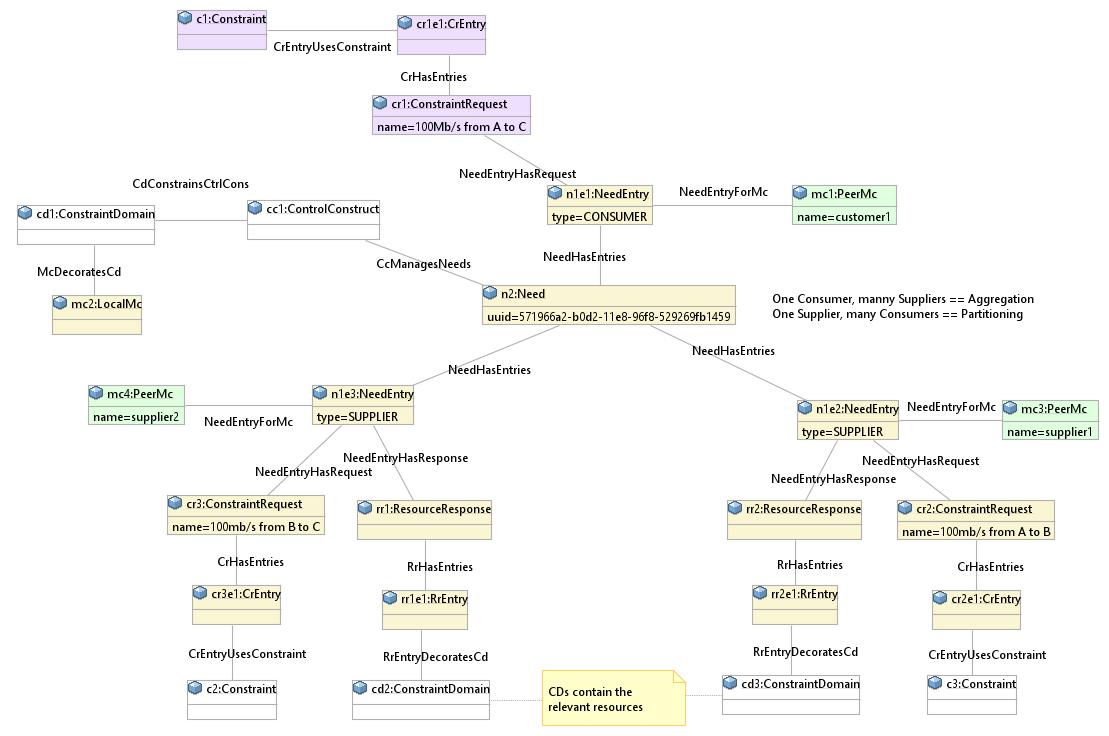 c1:Constraint
CrEntryUsesConstraint
cr1e1:CrEntry
CrHasEntries
cr1:ConstraintRequest
name=100Mb/s from A to C
NeedEntryHasRequest
CdConstrainsCtrlCons
n1e1:NeedEntry
type=CONSUMER
NeedEntryForMc
mc1:PeerMc
name=customer1
cd1:ConstraintDomain
cc1:ControlConstruct
McDecoratesCd
CcManagesNeeds
NeedHasEntries
mc2:LocalMc
n2:Need
uuid=571966a2-b0d2-11e8-96f8-529269fb1459
One Consumer, manny Suppliers == Aggregation
One Supplier, many Consumers == Partitioning
NeedHasEntries
NeedHasEntries
mc4:PeerMc
name=supplier2
NeedEntryForMc
n1e3:NeedEntry
type=SUPPLIER
n1e2:NeedEntry
type=SUPPLIER
NeedEntryForMc
mc3:PeerMc
name=supplier1
NeedEntryHasRequest
NeedEntryHasResponse
NeedEntryHasResponse
NeedEntryHasRequest
cr3:ConstraintRequest
name=100mb/s from B to C
rr1:ResourceResponse
rr2:ResourceResponse
cr2:ConstraintRequest
name=100mb/s from A to B
CrHasEntries
RrHasEntries
RrHasEntries
CrHasEntries
cr3e1:CrEntry
rr1e1:RrEntry
rr2e1:RrEntry
cr2e1:CrEntry
CrEntryUsesConstraint
RrEntryDecoratesCd
RrEntryDecoratesCd
CrEntryUsesConstraint
c2:Constraint
cd2:ConstraintDomain
CDs contain the
relevant resources
cd3:ConstraintDomain
c3:Constraint